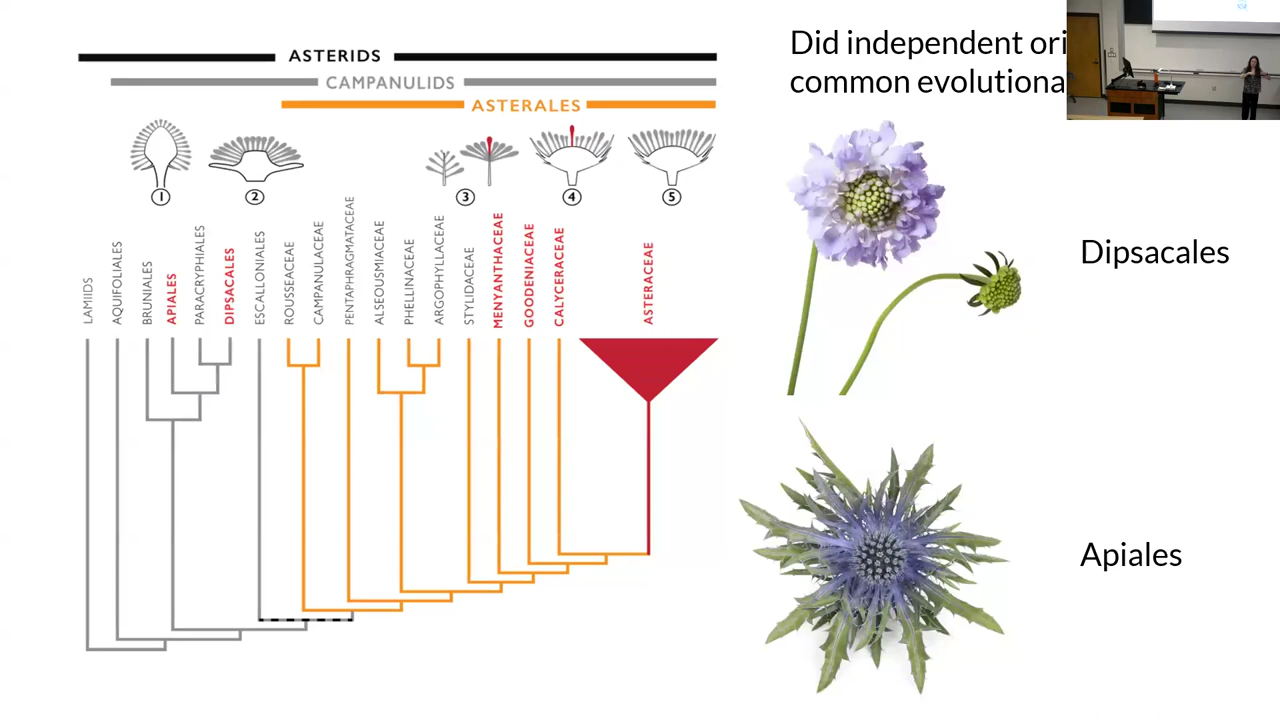 ASTERIDS
CAMPANULIDS
ASTERALES
1
2
3
4
5
LAMIIDS
AQUIFOLIALES
BRUNIALES
APIALES
PARACRYPHIALES
DIPSACALES
ESCALLONIALES
ROUSSEACEAE
CAMPANULACEAE
PENTAPHRAGMATACEAE
ALSEOUSMIACEAE
PHELLINACEAE
ARGOPHYLLACEAE
STYLIDACEAE
MENYANTHACEAE
GOODENIACEAE
CALYCERACEAE
ASTERACEAE
Did independent ori
common evolutiona
Dipsacales
Apiales